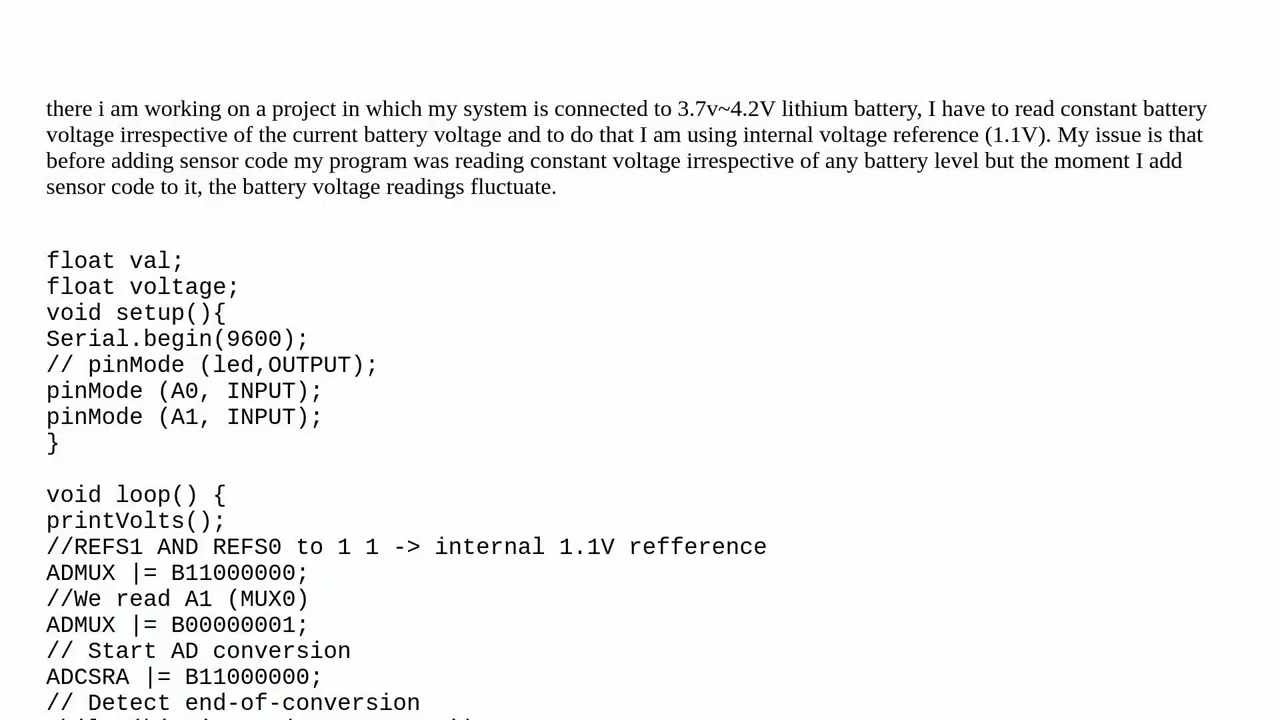 there i am working on a project in which my system is connected to 3.7v~4.2V lithium battery, I have to read constant battery
voltage irrespective of the current battery voltage and to do that I am using internal voltage reference (1.1V). My issue is that
before adding sensor code my program was reading constant voltage irrespective of any battery level but the moment I add
sensor code to it, the battery voltage readings fluctuate.
float val;
float voltage;
void setup(){
Serial.begin(9600);
// pinMode (led,OUTPUT);
pinMode (A0, INPUT);
pinMode (A1, INPUT);
}
void loop() {
printVolts();
//REFS1 AND REFS0 to 1 1 -> internal 1.1V refference
ADMUX |= B11000000;
//We read A1 (MUX0)
ADMUX |= B00000001;
// Start AD conversion
ADCSRA |= B11000000;
// Detect end-of-conversion